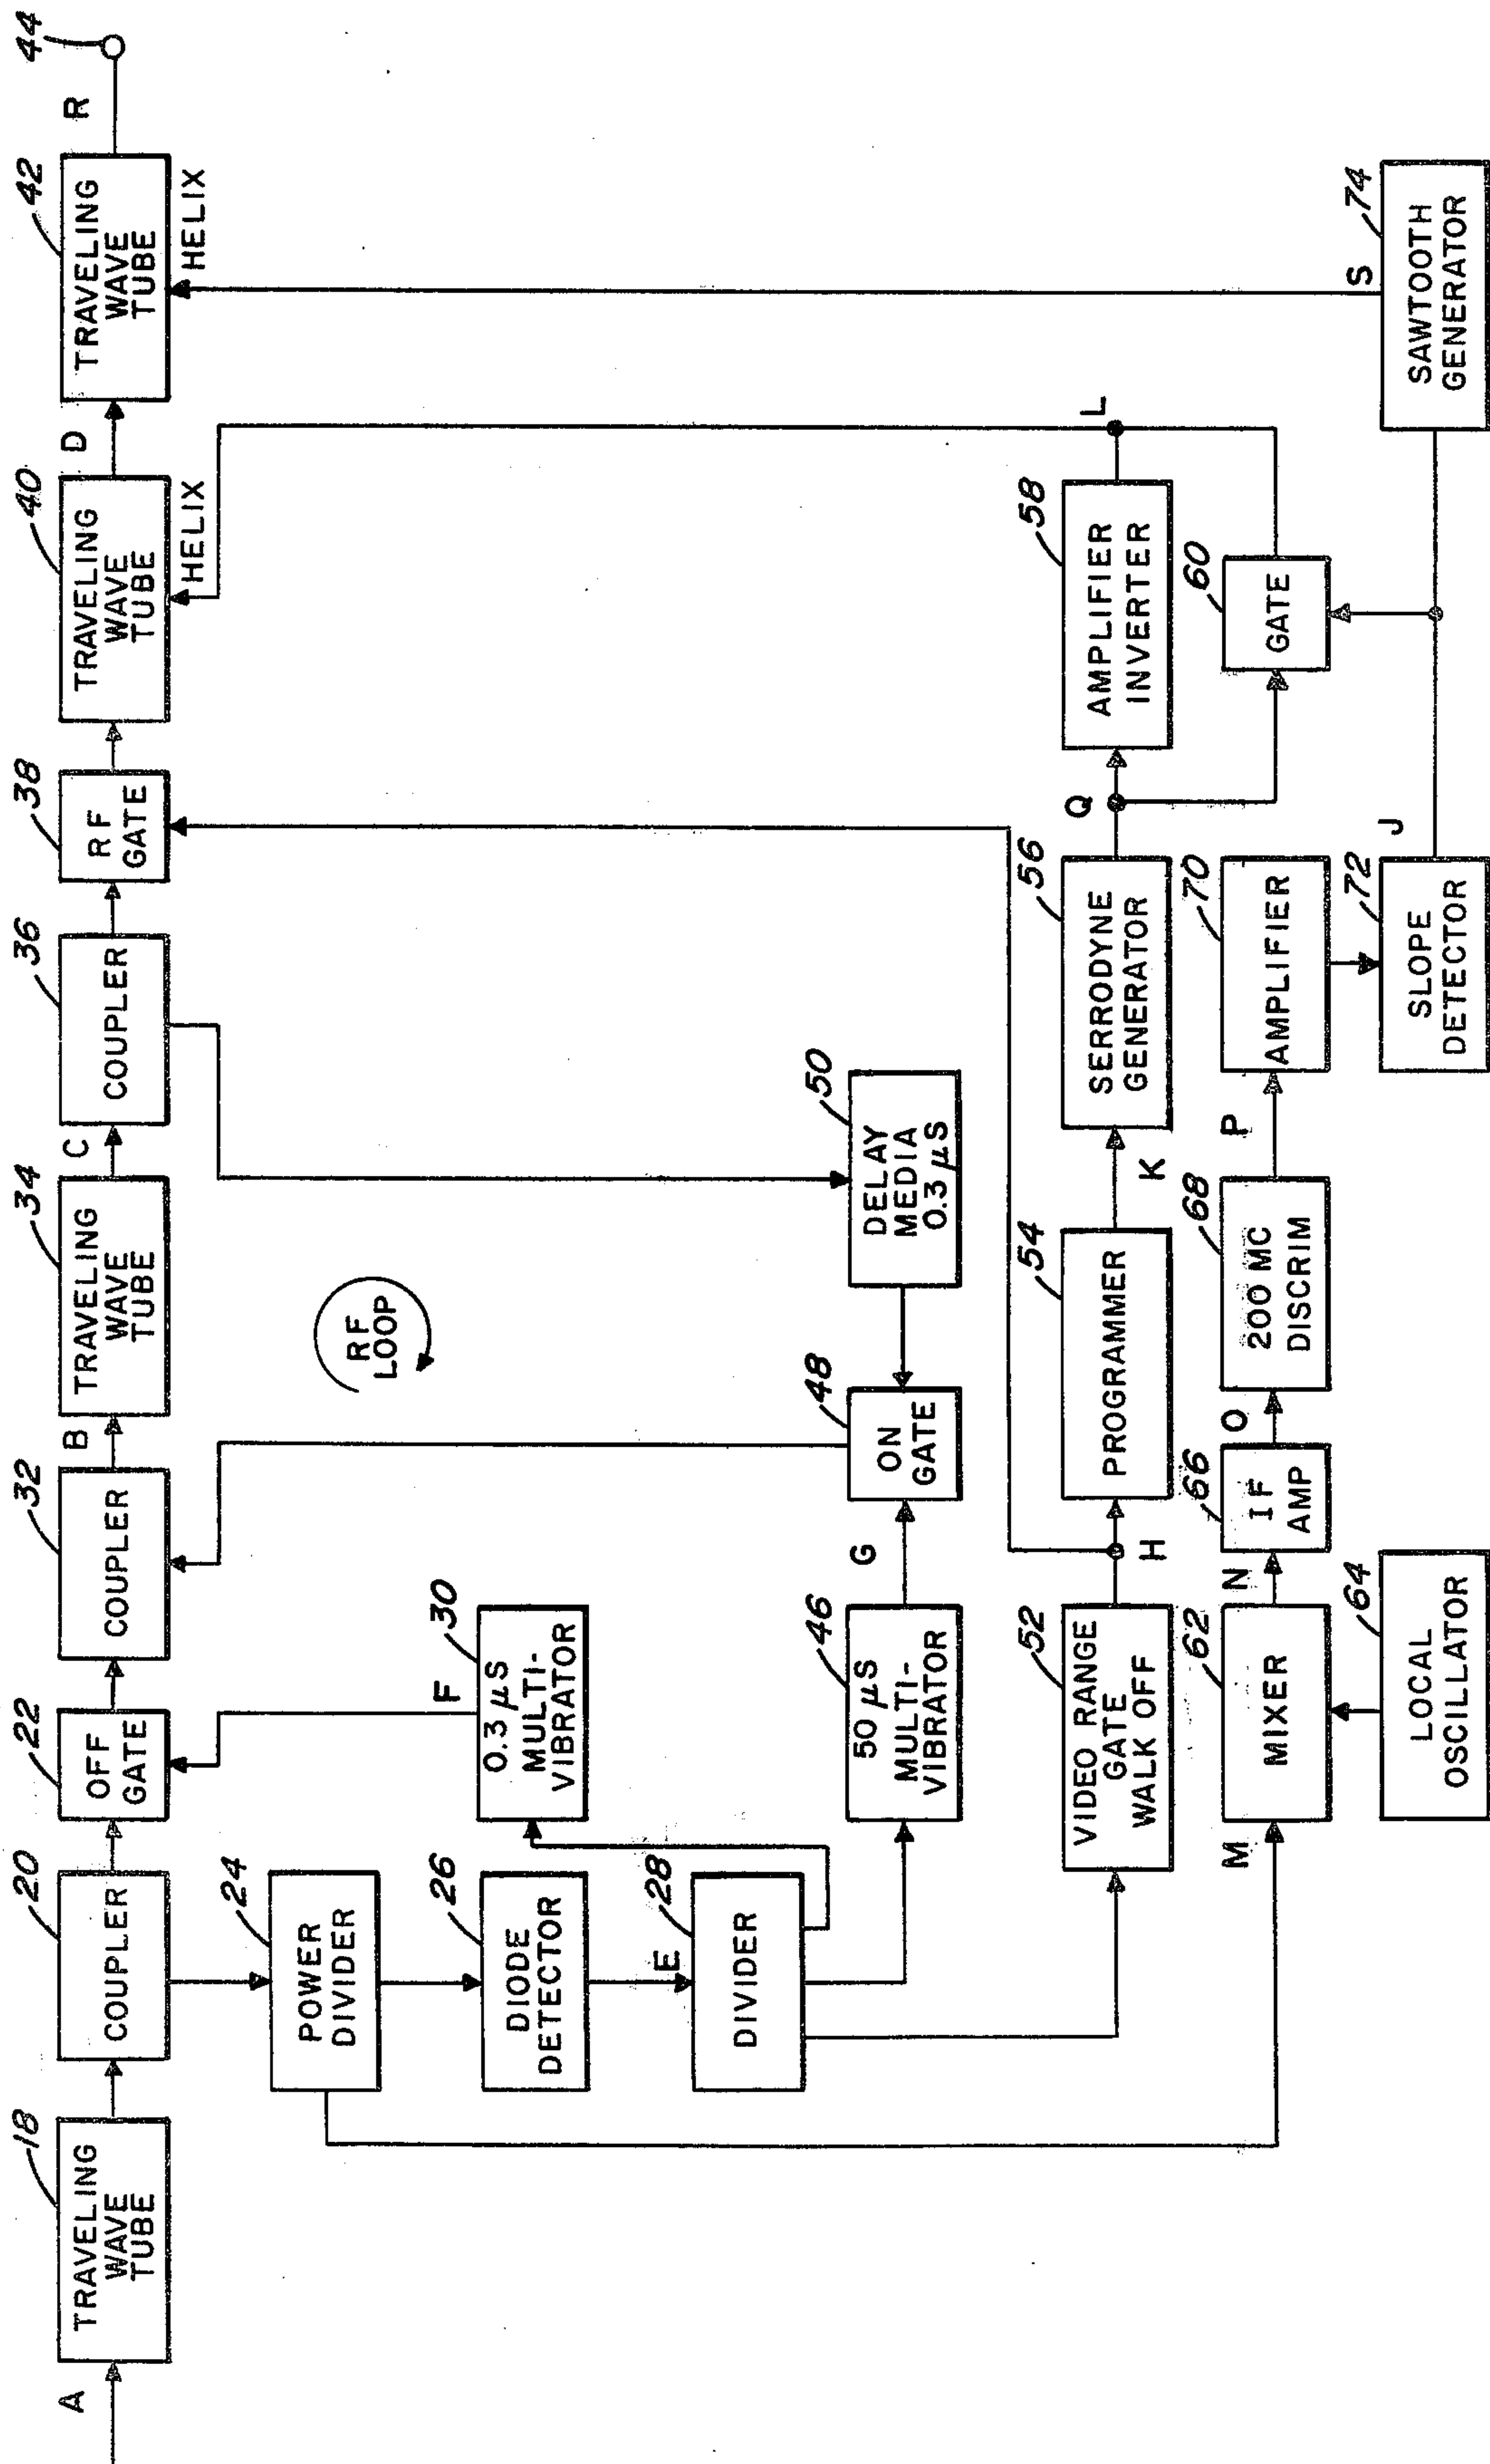 A
18
TRAVELING
WAVE
TUBE
20
COUPLER
22
OFF
GATE
32
COUPLER
B
34
TRAVELING
WAVE
TUBE
C
36
COUPLER
38
RF
GATE
40
TRAVELING
WAVE
TUBE
HELIX
D
42
TRAVELING
WAVE
TUBE
HELIX
R
44
24
POWER
DIVIDER
26
DIODE
DETECTOR
E
28
DIVIDER
F
30
0.3 µS
MULTI-
VIBRATOR
RF
LOOP
46
50 µS
MULTI-
VIBRATOR
G
48
ON
GATE
50
DELAY
MEDIA
0.3 µS
52
VIDEO RANGE
GATE
WALK OFF
H
54
PROGRAMMER
K
56
SERRODYNE
GENERATOR
Q
58
AMPLIFIER
INVERTER
L
M
62
MIXER
N
66
IF
AMP
O
68
200 MC
DISCRIM
P
70
AMPLIFIER
60
GATE
64
LOCAL
OSCILLATOR
72
SLOPE
DETECTOR
J
74
SAWTOOTH
GENERATOR
S